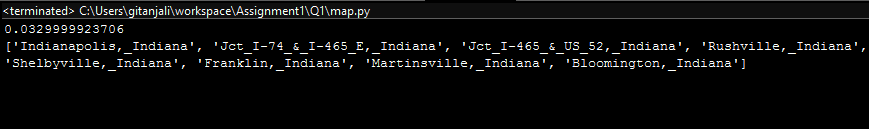 <terminated> C:\Users\gitanjali\workspace\Assignment1\Q1\map.py
0.0329999923706
['Indianapolis,_Indiana', 'Jct_I-74_&_I-465_E,_Indiana', 'Jct_I-465_&_US_52,_Indiana', 'Rushville,_Indiana',
'Shelbyville,_Indiana', 'Franklin,_Indiana', 'Martinsville,_Indiana', 'Bloomington,_Indiana']